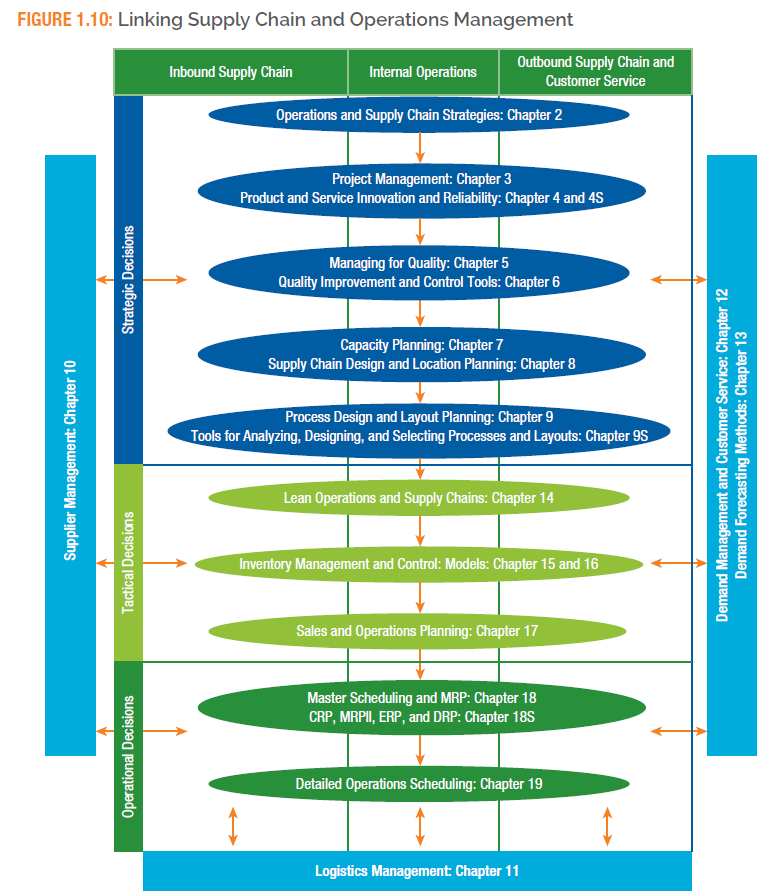 FIGURE 1.10: Linking Supply Chain and Operations Management
Inbound Supply Chain
Internal Operations
Outbound Supply Chain and
Customer Service
Strategic Decisions
Operations and Supply Chain Strategies: Chapter 2
Project Management: Chapter 3
Product and Service Innovation and Reliability: Chapter 4 and 4S
Managing for Quality: Chapter 5
Quality Improvement and Control Tools: Chapter 6
Capacity Planning: Chapter 7
Supply Chain Design and Location Planning: Chapter 8
Process Design and Layout Planning: Chapter 9
Tools for Analyzing, Designing, and Selecting Processes and Layouts: Chapter 9S
Tactical Decisions
Lean Operations and Supply Chains: Chapter 14
Inventory Management and Control: Models: Chapter 15 and 16
Sales and Operations Planning: Chapter 17
Operational Decisions
Master Scheduling and MRP: Chapter 18
CRP, MRPII, ERP, and DRP: Chapter 18S
Detailed Operations Scheduling: Chapter 19
Supplier Management: Chapter 10
Demand Management and Customer Service: Chapter 12
Demand Forecasting Methods: Chapter 13
Logistics Management: Chapter 11